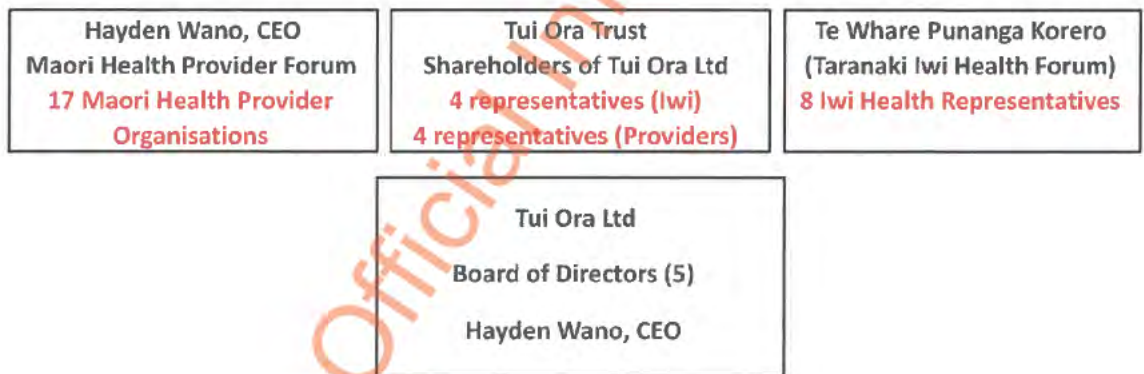 Hayden Wano, CEO
Maori Health Provider Forum
17 Maori Health Provider
Organisations
Tui Ora Trust
Shareholders of Tui Ora Ltd
4 representatives (Iwi)
4 representatives (Providers)
Te Whare Punanga Korero
(Taranaki Iwi Health Forum)
8 Iwi Health Representatives
Tui Ora Ltd
Board of Directors (5)
Hayden Wano, CEO
Official